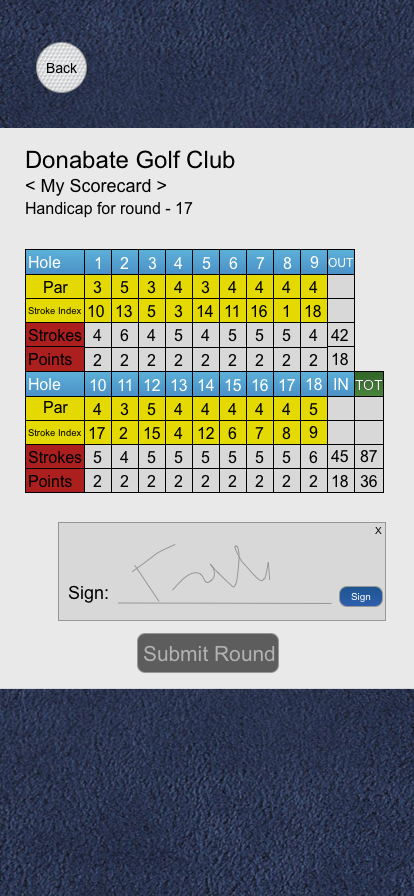 Back
Donabate Golf Club
< My Scorecard >
Handicap for round - 17
Hole 1 2 3 4 5 6 7 8 9 OUT
Par 3 5 3 4 3 4 4 4 4
Stroke Index 10 13 5 3 14 11 16 1 18
Strokes 4 6 4 5 4 5 5 5 4 42
Points 2 2 2 2 2 2 2 2 2 18
Hole 10 11 12 13 14 15 16 17 18 IN TOT
Par 4 3 5 4 4 4 4 4 5
Stroke Index 17 2 15 4 12 6 7 8 9
Strokes 5 4 5 5 5 5 5 5 6 45 87
Points 2 2 2 2 2 2 2 2 2 18 36
x
Sign:
Sign
Submit Round